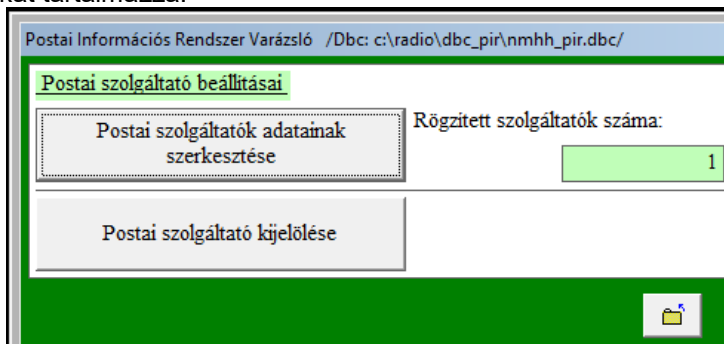 Postai Információs Rendszer Varázsló /Dbc: c:\radio\dbc_pir\nmhh_pir.dbc/
Postai szolgáltató beállításai
Postai szolgáltatók adatainak
szerkesztése
Rögzített szolgáltatók száma:
1
Postai szolgáltató kijelölése